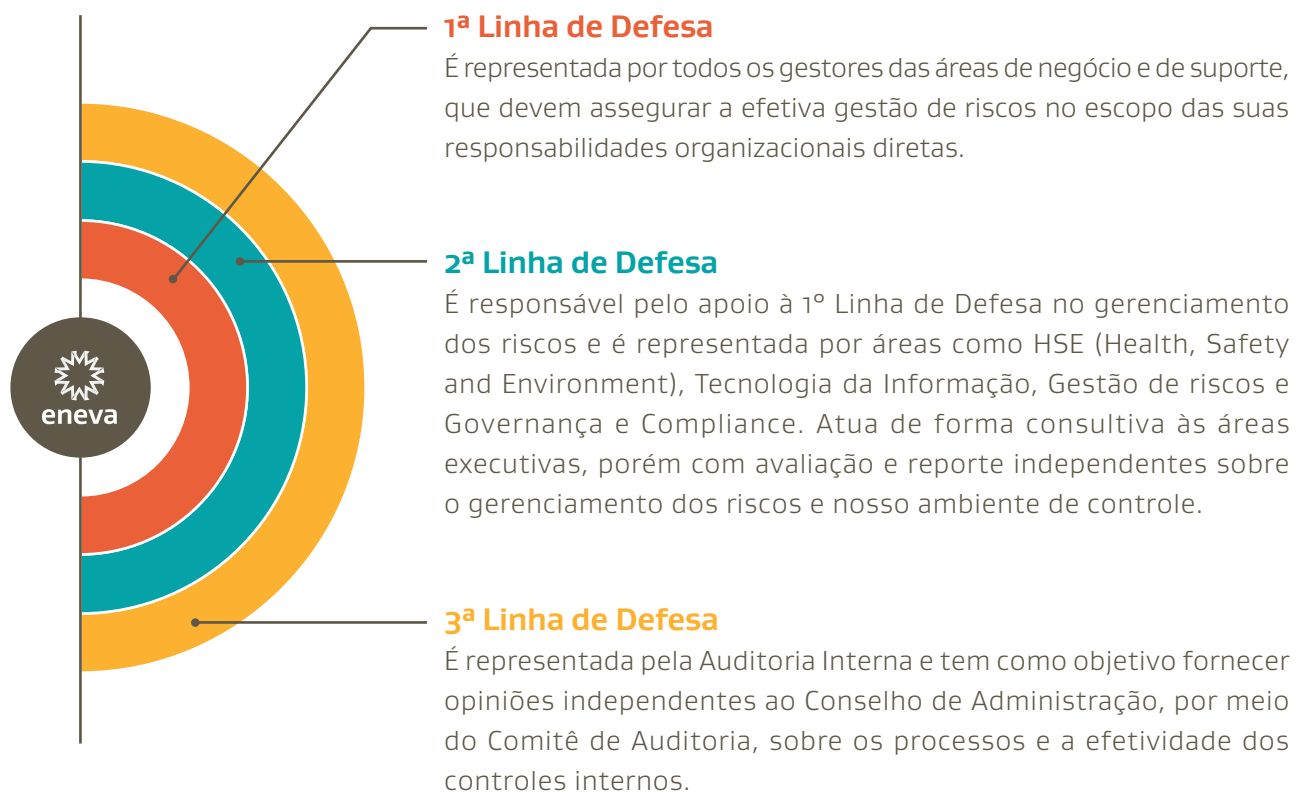 1ª Linha de Defesa
É representada por todos os gestores das áreas de negócio e de suporte,
que devem assegurar a efetiva gestão de riscos no escopo das suas
responsabilidades organizacionais diretas.
2ª Linha de Defesa
É responsável pelo apoio à 1º Linha de Defesa no gerenciamento
dos riscos e é representada por áreas como HSE (Health, Safety
and Environment), Tecnologia da Informação, Gestão de riscos e
Governança e Compliance. Atua de forma consultiva às áreas
executivas, porém com avaliação e reporte independentes sobre
o gerenciamento dos riscos e nosso ambiente de controle.
eneva
3ª Linha de Defesa
É representada pela Auditoria Interna e tem como objetivo fornecer
opiniões independentes ao Conselho de Administração, por meio
do Comitê de Auditoria, sobre os processos e a efetividade dos
controles internos.